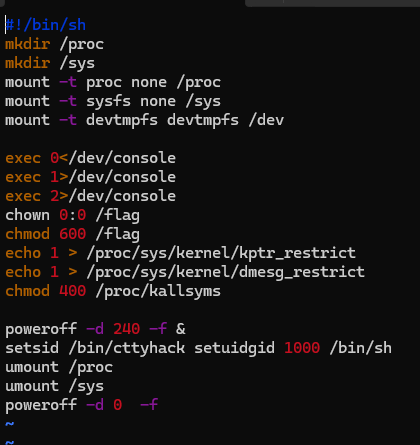 #!/bin/sh
mkdir /proc
mkdir /sys
mount -t proc none /proc
mount -t sysfs none /sys
mount -t devtmpfs devtmpfs /dev
exec 0</dev/console
exec 1>/dev/console
exec 2>/dev/console
chown 0:0 /flag
chmod 600 /flag
echo 1 > /proc/sys/kernel/kptr_restrict
echo 1 > /proc/sys/kernel/dmesg_restrict
chmod 400 /proc/kallsyms
poweroff -d 240 -f &
setsid /bin/cttyhack setuidgid 1000 /bin/sh
umount /proc
umount /sys
poweroff -d 0  -f
~
~